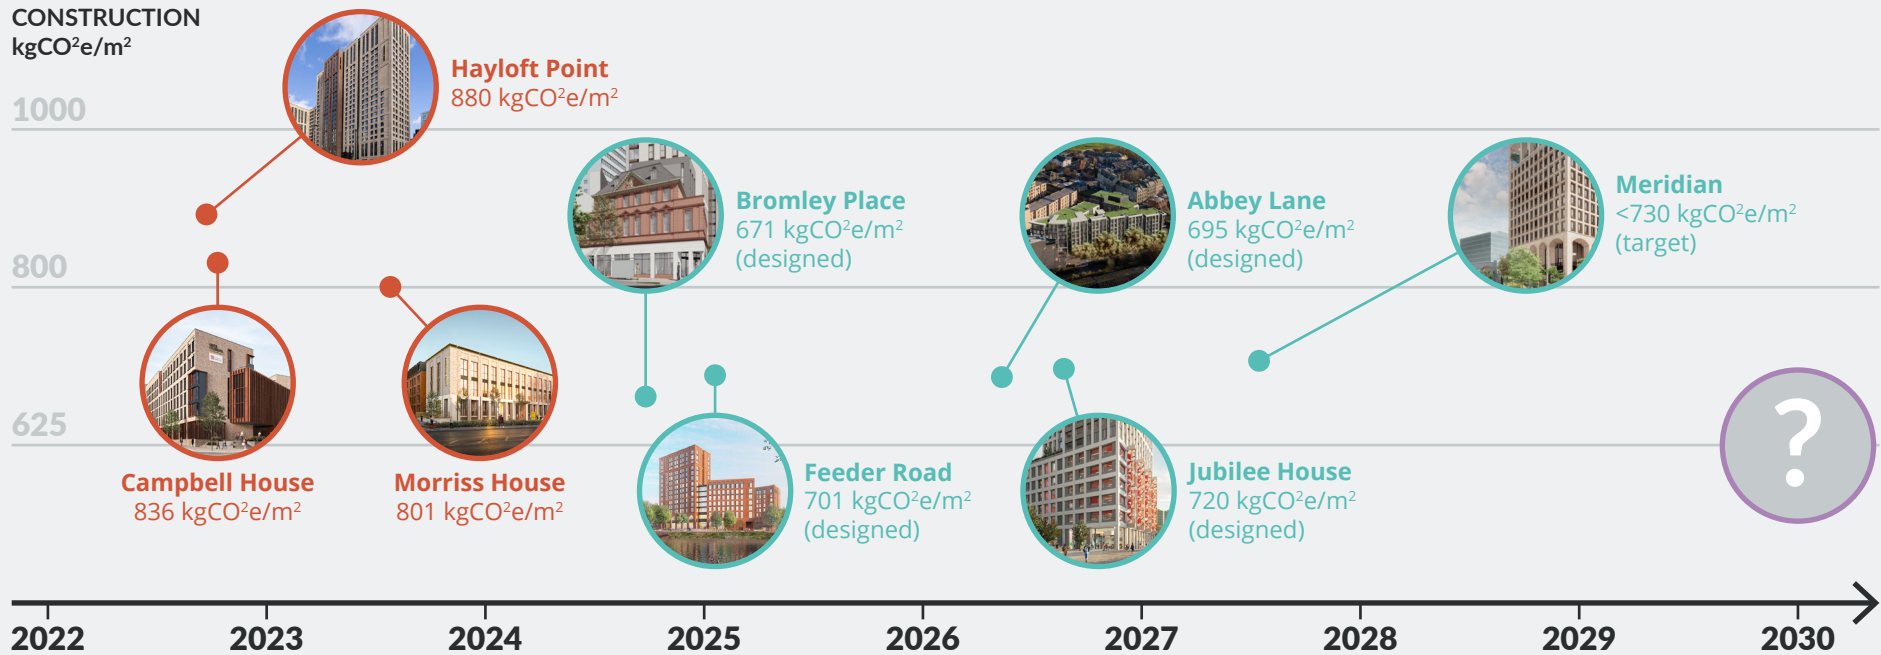 CONSTRUCTION
kgCO²e/m²
Hayloft Point
880 kgCO²e/m²
1000
Bromley Place
671 kgCO²e/m²
(designed)
Abbey Lane
695 kgCO²e/m²
(designed)
Meridian
<730 kgCO²e/m²
(target)
800
625
?
Campbell House
836 kgCO²e/m²
Morriss House
801 kgCO²e/m²
Feeder Road
701 kgCO²e/m²
(designed)
Jubilee House
720 kgCO²e/m²
(designed)
2022
2023
2024
2025
2026
2027
2028
2029
2030